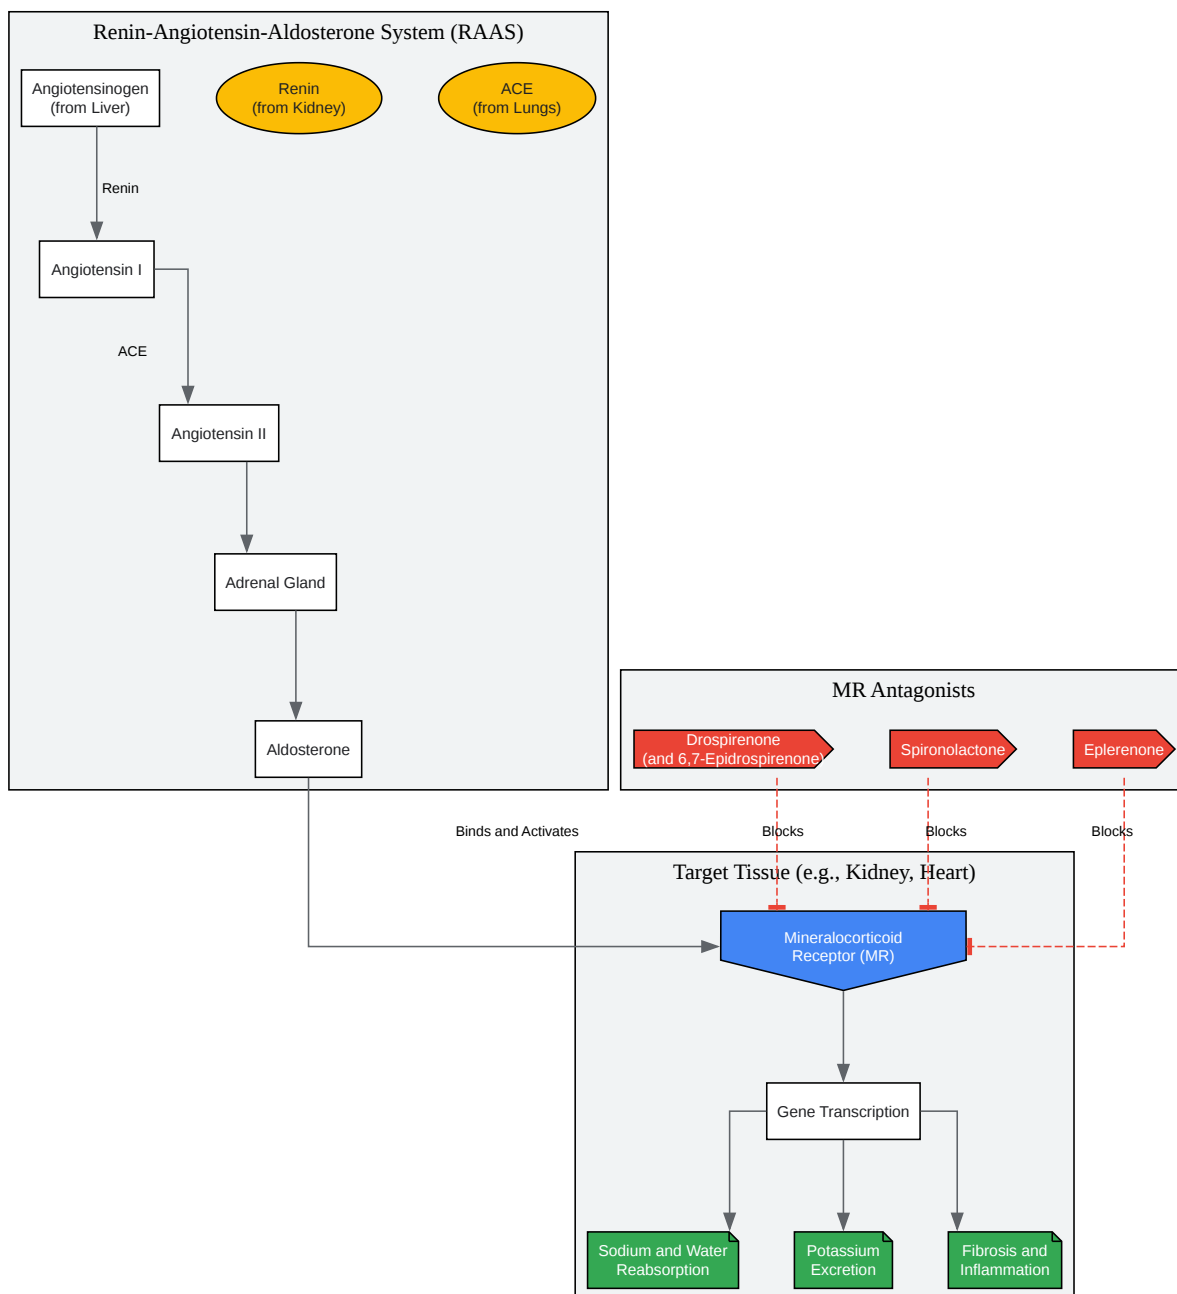 Renin-Angiotensin-Aldosterone System (RAAS)
Angiotensinogen
(from Liver)
Renin
(from Kidney)
ACE
(from Lungs)
Renin
Angiotensin I
ACE
Angiotensin II
Adrenal Gland
Aldosterone
MR Antagonists
Drospirenone
(and 6,7-Epidrospirenone)
Spironolactone
Eplerenone
Binds and Activates
Blocks
Blocks
Blocks
Target Tissue (e.g., Kidney, Heart)
Mineralocorticoid
Receptor (MR)
Gene Transcription
Sodium and Water
Reabsorption
Potassium
Excretion
Fibrosis and
Inflammation